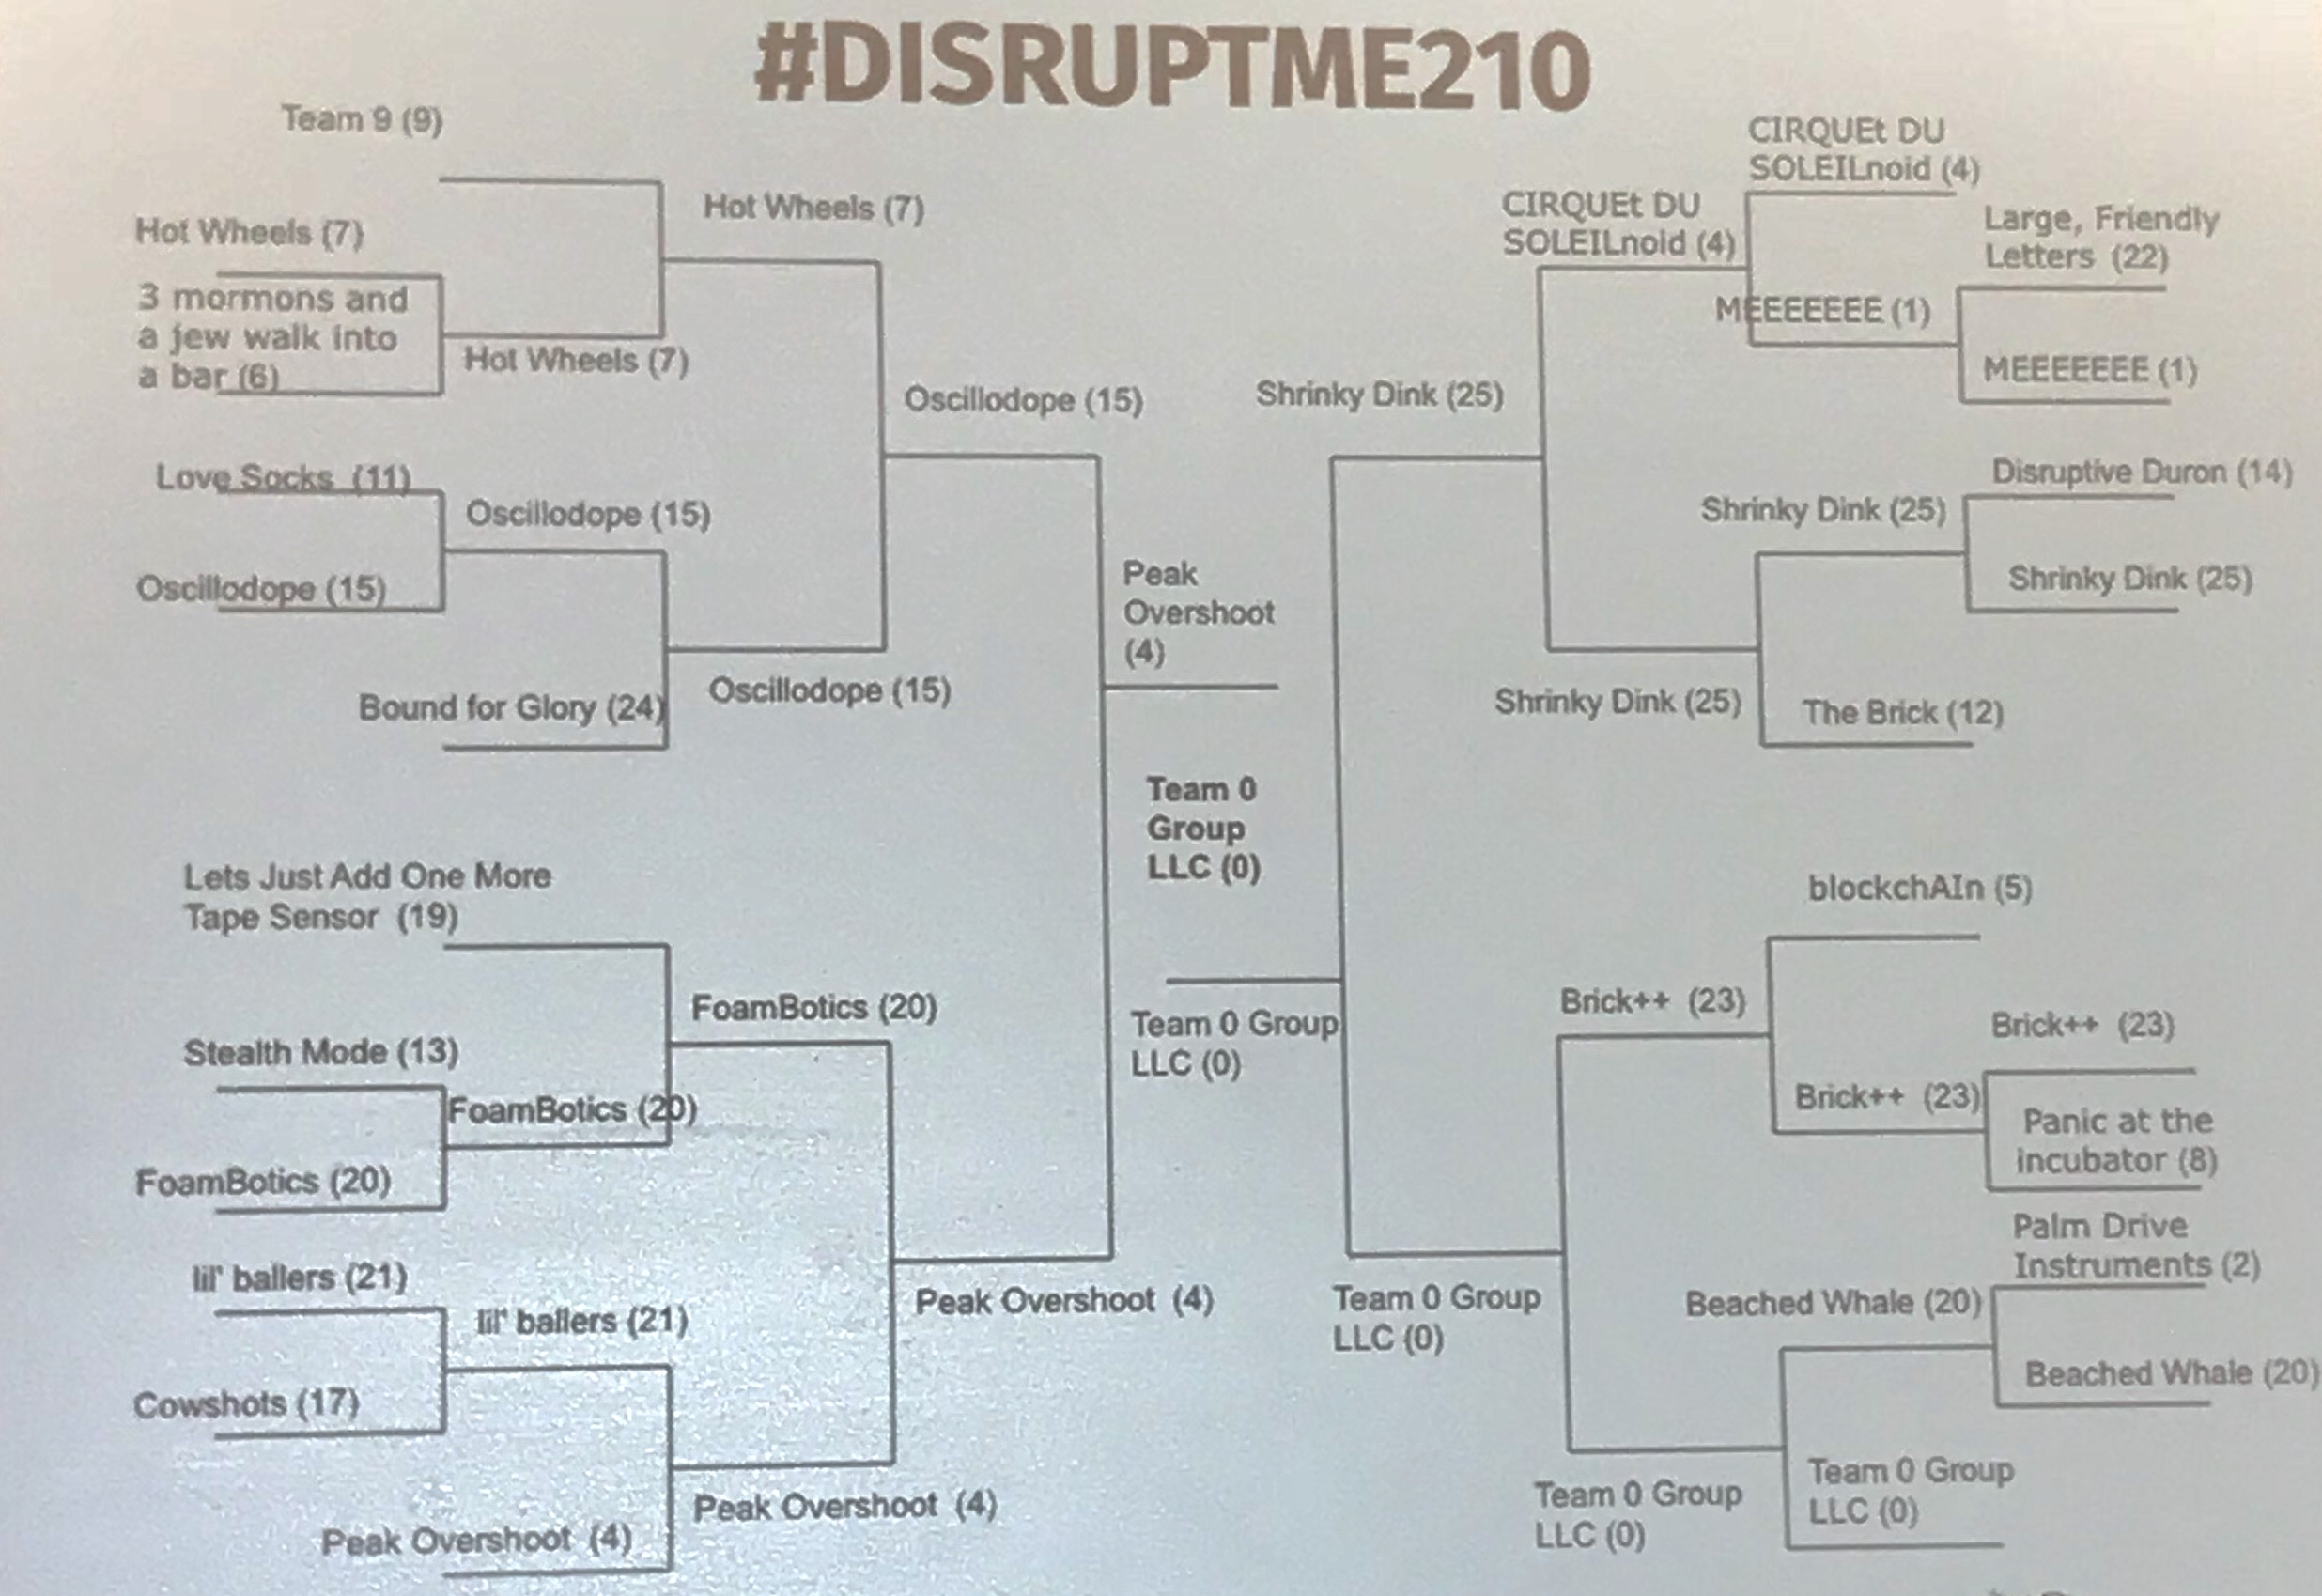 #DISRUPTME210
Team 9 (9)
Hot Wheels (7)
3 mormons and
a jew walk into
a bar (6)
Hot Wheels (7)
Hot Wheels (7)
Love Socks (11)
Oscillodope (15)
Oscillodope (15)
Bound for Glory (24)
Oscillodope (15)
Oscillodope (15)
Lets Just Add One More
Tape Sensor (19)
Stealth Mode (13)
FoamBotics (20)
FoamBotics (20)
FoamBotics (20)
lil' ballers (21)
Cowshots (17)
lil' ballers (21)
Peak Overshoot (4)
Peak Overshoot (4)
Peak Overshoot (4)
Peak
Overshoot
(4)
Team 0
Group
LLC (0)
Team 0 Group
LLC (0)
Shrinky Dink (25)
CIRQUEt DU
SOLEILnoid (4)
CIRQUEt DU
SOLEILnoid (4)
Large, Friendly
Letters (22)
MEEEEEEE (1)
MEEEEEEE (1)
Disruptive Duron (14)
Shrinky Dink (25)
Shrinky Dink (25)
Shrinky Dink (25)
The Brick (12)
blockchAIn (5)
Brick++ (23)
Brick++ (23)
Brick++ (23)
Panic at the
incubator (8)
Palm Drive
Instruments (2)
Beached Whale (20)
Beached Whale (20)
Team 0 Group
LLC (0)
Team 0 Group
LLC (0)
Team 0 Group
LLC (0)